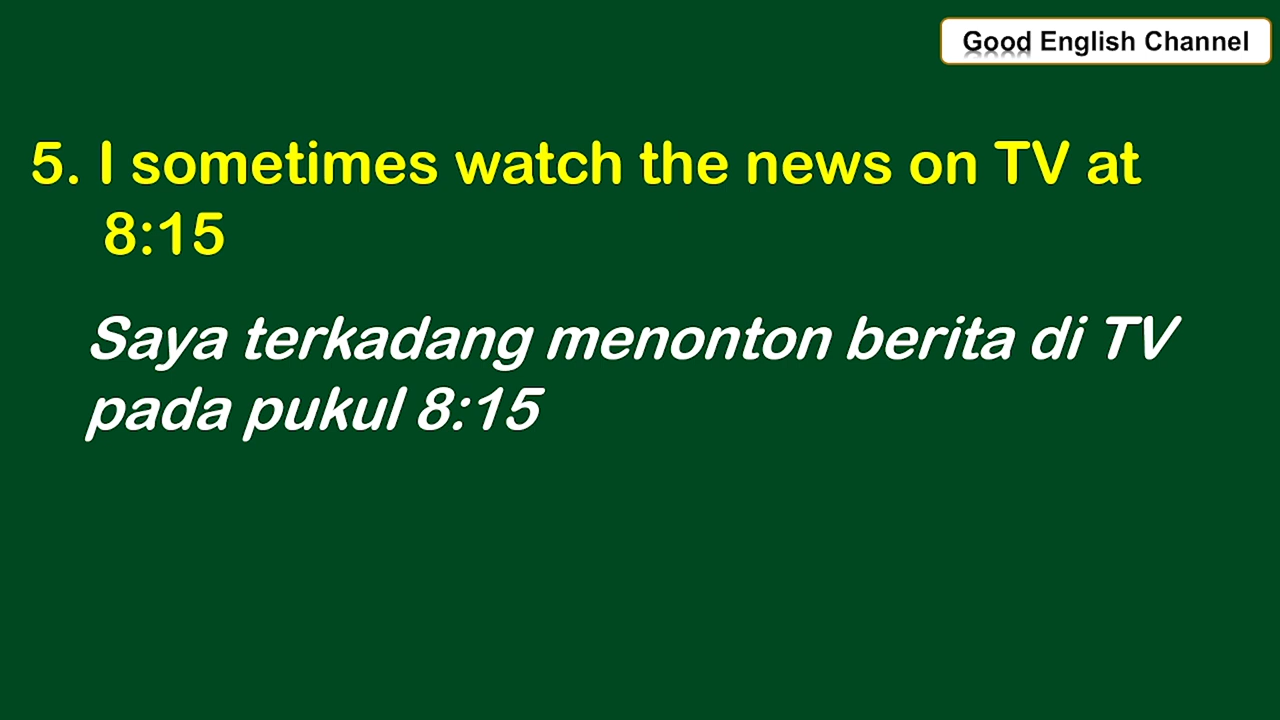 Good English Channel
5. I sometimes watch the news on TV at
8:15
Saya terkadang menonton berita di TV
pada pukul 8:15